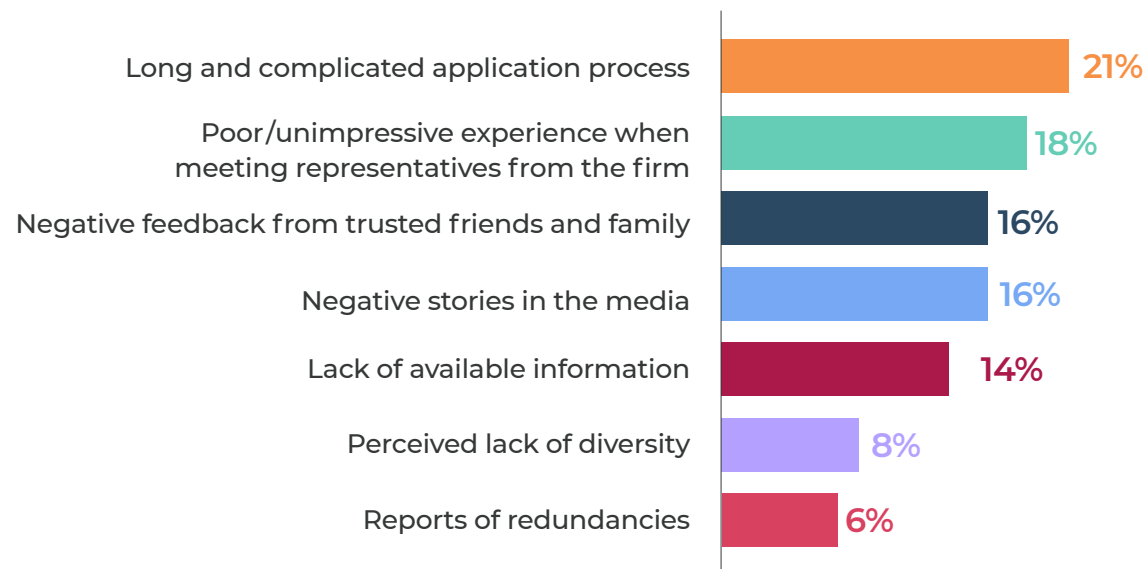 Long and complicated application process 21%
Poor/unimpressive experience when
meeting representatives from the firm 18%
Negative feedback from trusted friends and family 16%
Negative stories in the media 16%
Lack of available information 14%
Perceived lack of diversity 8%
Reports of redundancies 6%